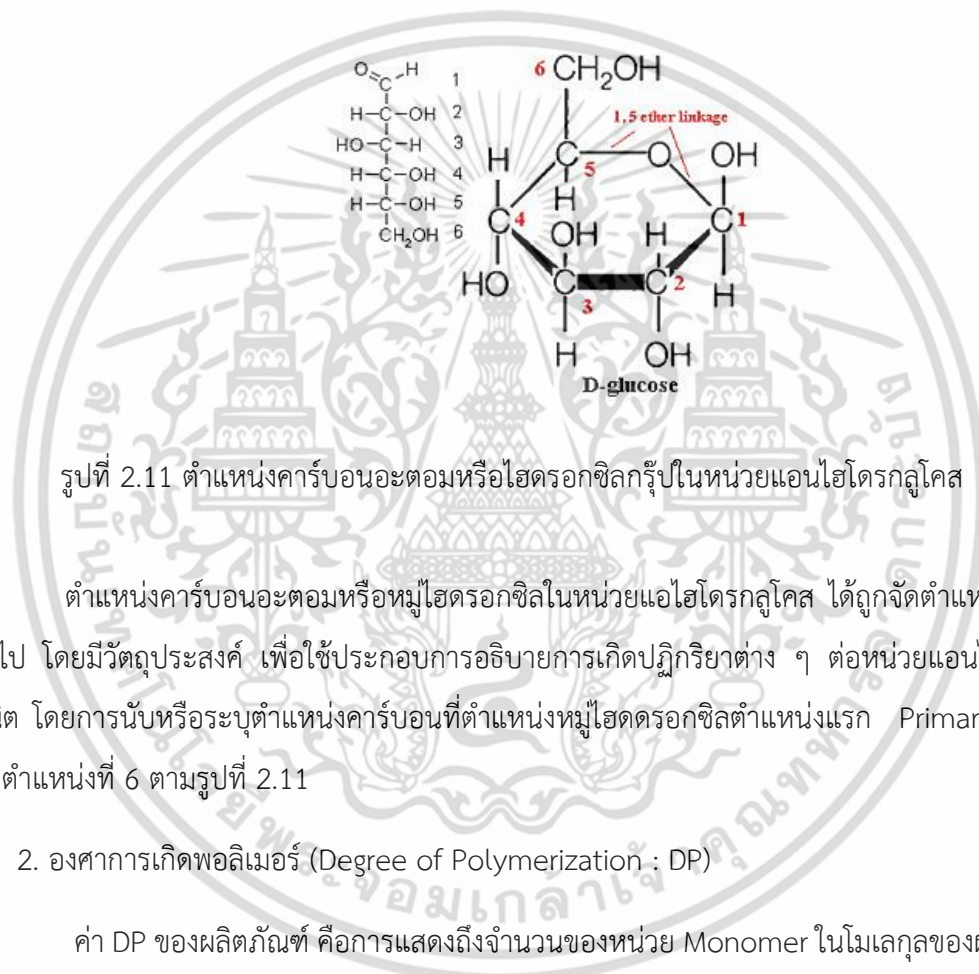 O H
C 1
H-C-OH 2
HO-C-H 3
H-C-OH 4
H-C-OH 5
CH₂OH 6
6 CH₂OH
1,5 ether linkage
H C O OH
5
H
C 4 C 1
OH H
HO C C 2 H
3
H OH
D-glucose
รูปที่ 2.11 ตำแหน่งคาร์บอนอะตอมหรือไฮดรอกซิลกรุ๊ปในหน่วยแอนไฮโดรกลูโคส
ตำแหน่งคาร์บอนอะตอมหรือหมู่ไฮดรอกซิลในหน่วยแอไฮโดรกลูโคส ได้ถูกจัดตำแห
ไป โดยมีวัตถุประสงค์ เพื่อใช้ประกอบการอธิบายการเกิดปฏิกริยาต่าง ๆ ต่อหน่วยแอน
โดยการนับหรือระบุตำแหน่งคาร์บอนที่ตำแหน่งหมู่ไฮดดรอกซิลตำแหน่งแรก Primar
ตำแหน่งที่ 6 ตามรูปที่ 2.11
2. องศาการเกิดพอลิเมอร์ (Degree of Polymerization : DP)
ค่า DP ของผลิตภัณฑ์ คือการแสดงถึงจำนวนของหน่วย Monomer ในโมเลกุลของ